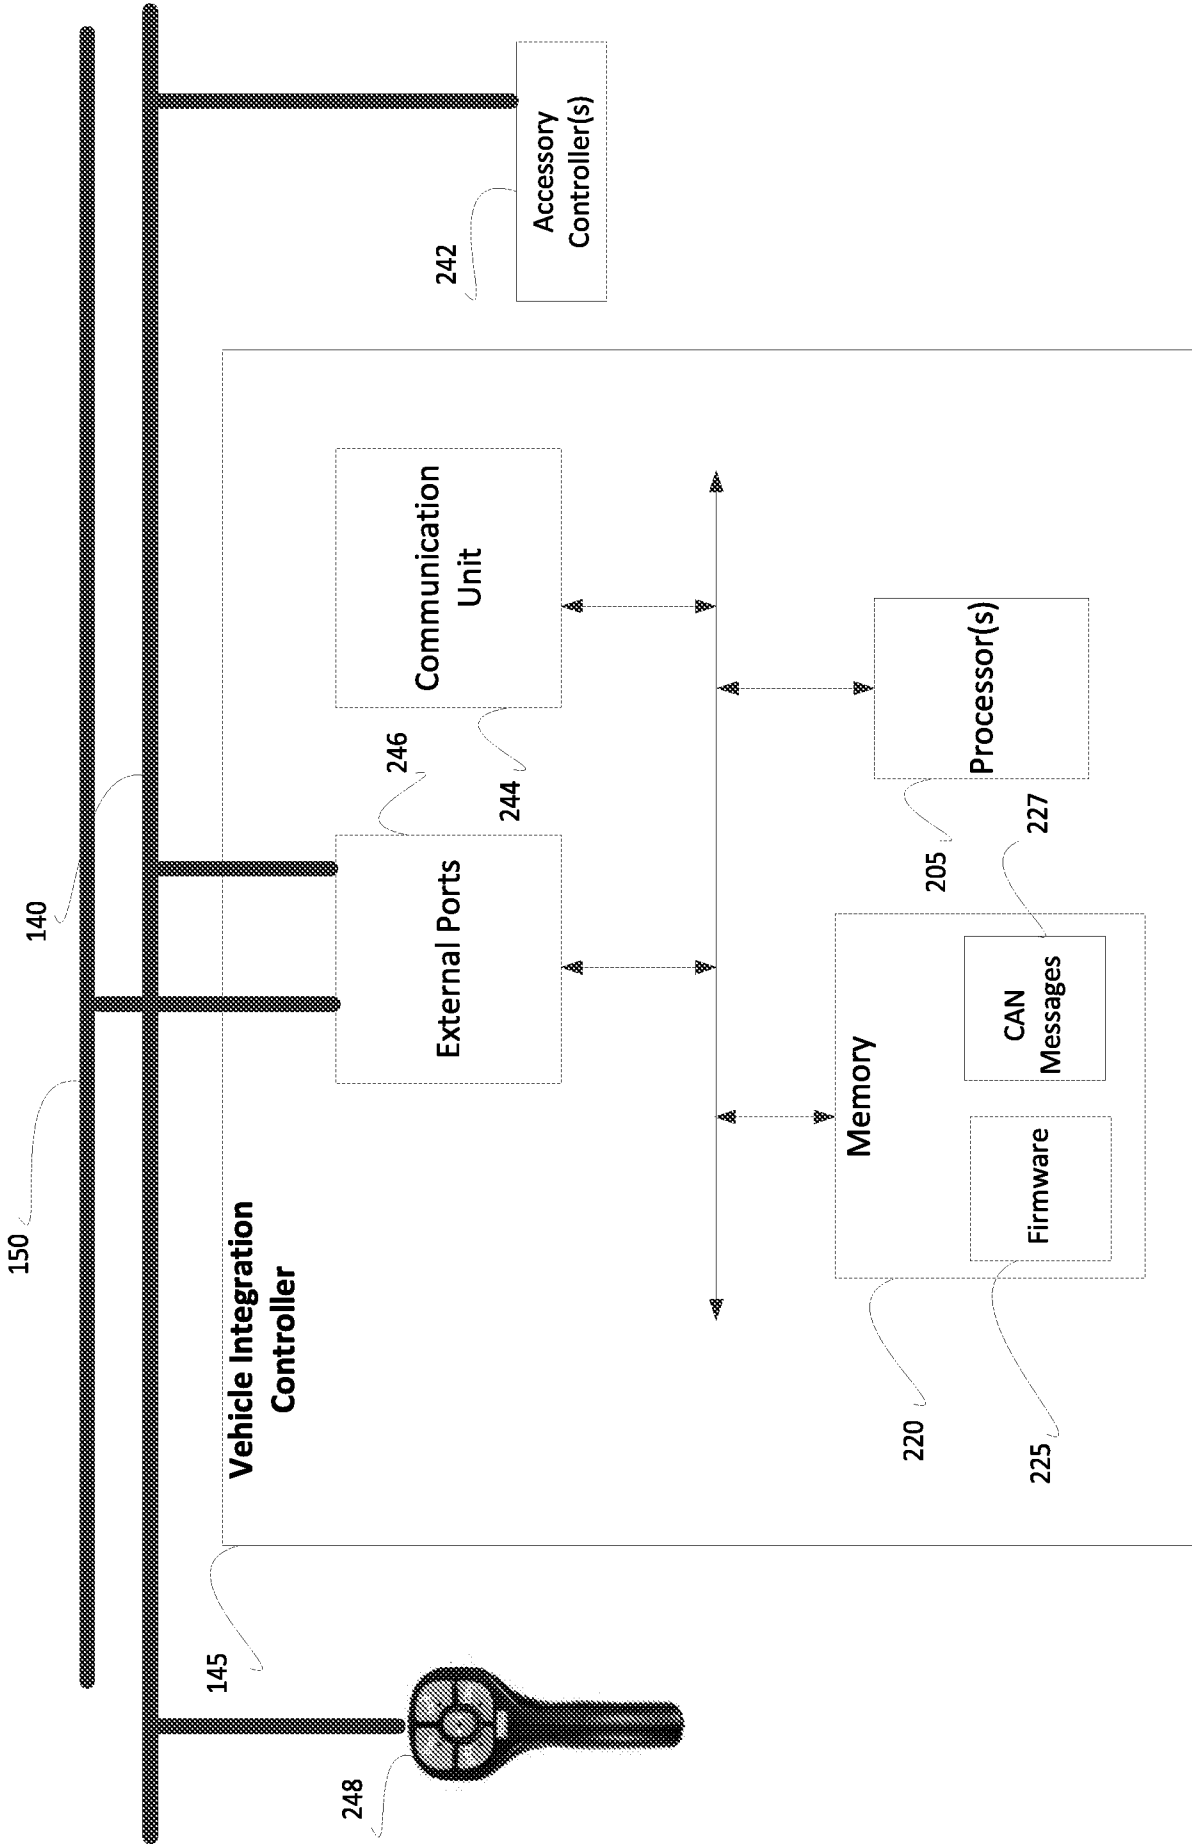 150
140
Vehicle Integration
Controller
145
248
External Ports
246
Communication
Unit
244
242
Accessory
Controller(s)
Memory
220
Firmware
225
CAN
Messages
227
Processor(s)
205